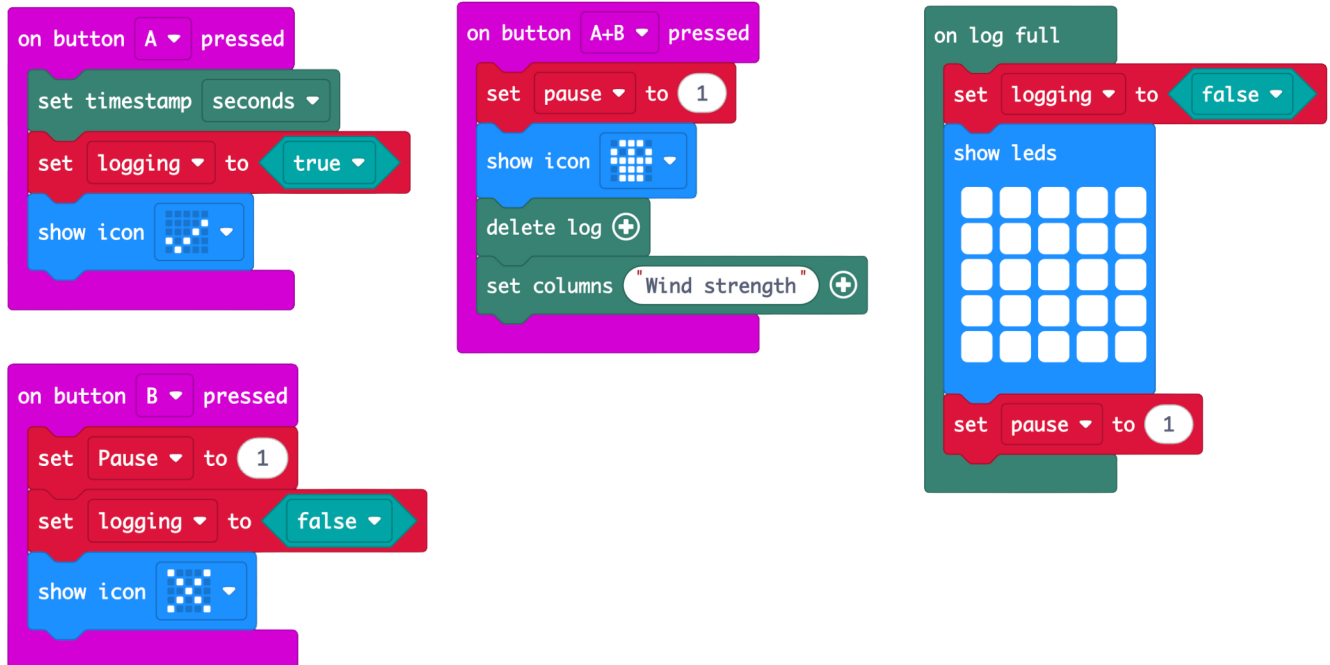 on button A pressed
set timestamp seconds
set logging to true
show icon
on button B pressed
set Pause to 1
set logging to false
show icon
on button A+B pressed
set pause to 1
show icon
delete log
set columns "Wind strength"
on log full
set logging to false
show leds
set pause to 1